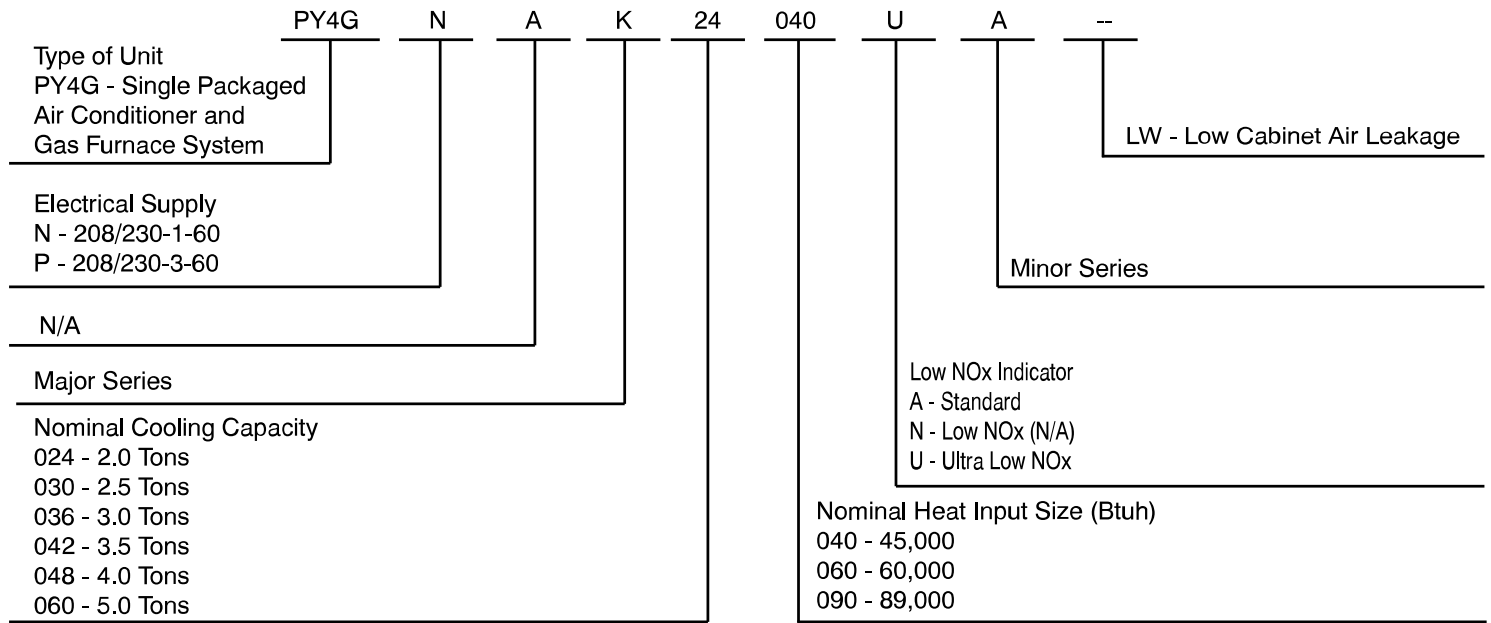 PY4G N A K 24 040 U A --
Type of Unit
PY4G - Single Packaged
Air Conditioner and
Gas Furnace System
LW - Low Cabinet Air Leakage
Electrical Supply
N - 208/230-1-60
P - 208/230-3-60
Minor Series
N/A
Major Series
Low NOx Indicator
A - Standard
N - Low NOx (N/A)
U - Ultra Low NOx
Nominal Cooling Capacity
024 - 2.0 Tons
030 - 2.5 Tons
036 - 3.0 Tons
042 - 3.5 Tons
048 - 4.0 Tons
060 - 5.0 Tons
Nominal Heat Input Size (Btuh)
040 - 45,000
060 - 60,000
090 - 89,000